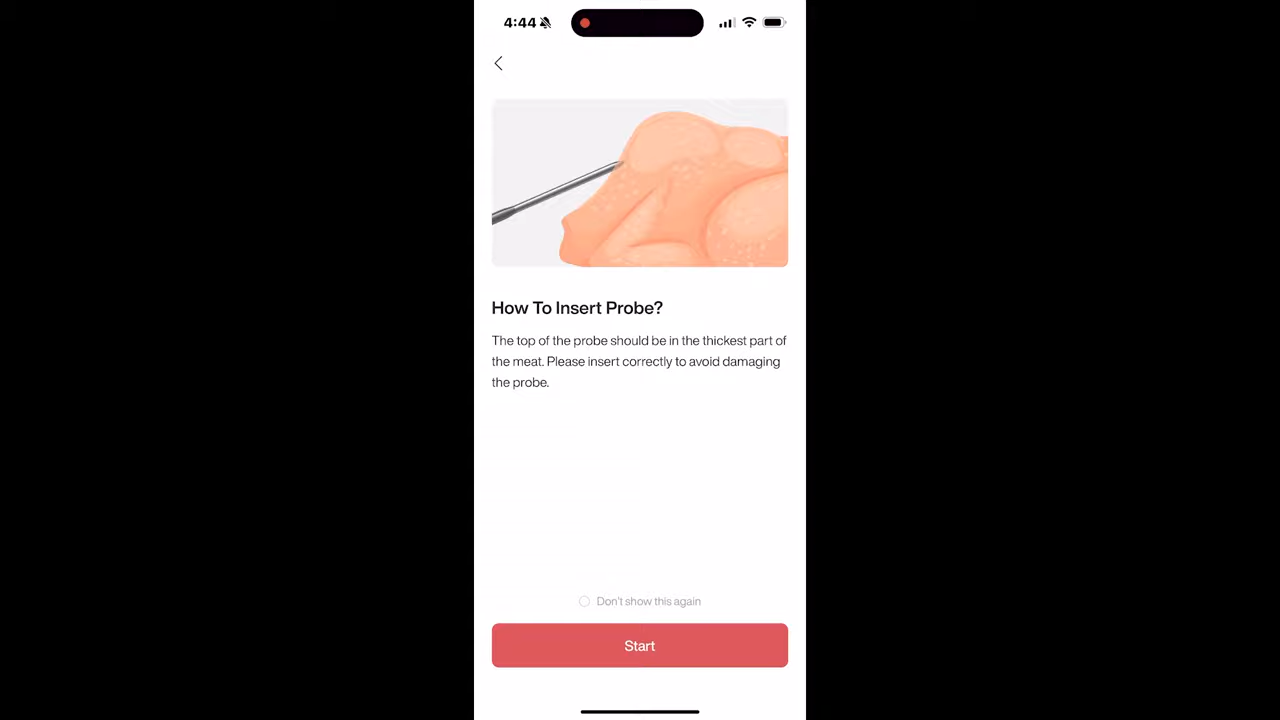 4:44
How To Insert Probe?
The top of the probe should be in the thickest part of
the meat. Please insert correctly to avoid damaging
the probe.
Don't show this again
Start